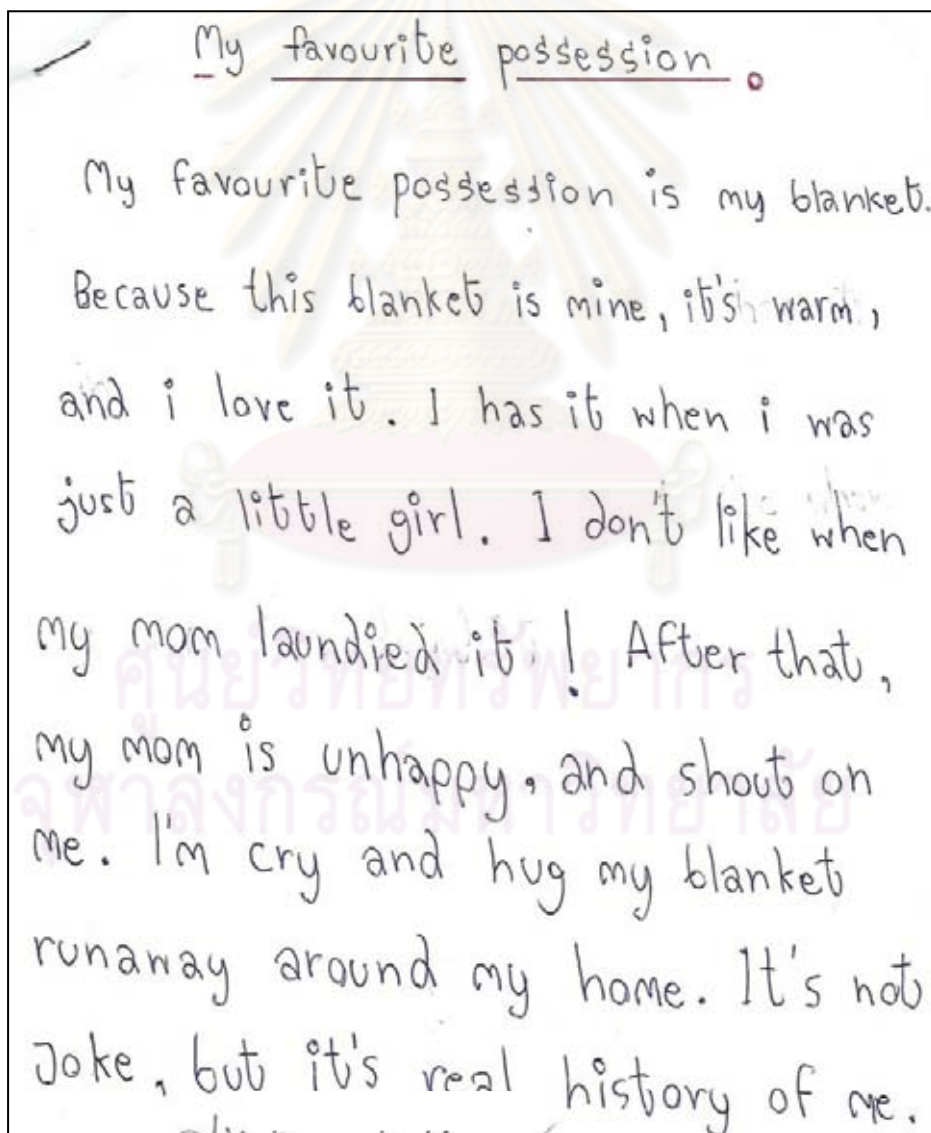 My favourite possession.
My favourite possession is my blanket.
Because this blanket is mine, it's warm,
and i love it. I has it when i was
just a little girl. I don't like when
my mom laundied it! After that,
my mom is unhappy, and shout on
me. I'm cry and hug my blanket
runaway around my home. It's not
Joke, but it's real history of me.
ศูนย์วิทยทรัพยากร
จุฬาลงกรณ์มหาวิทยาลัย